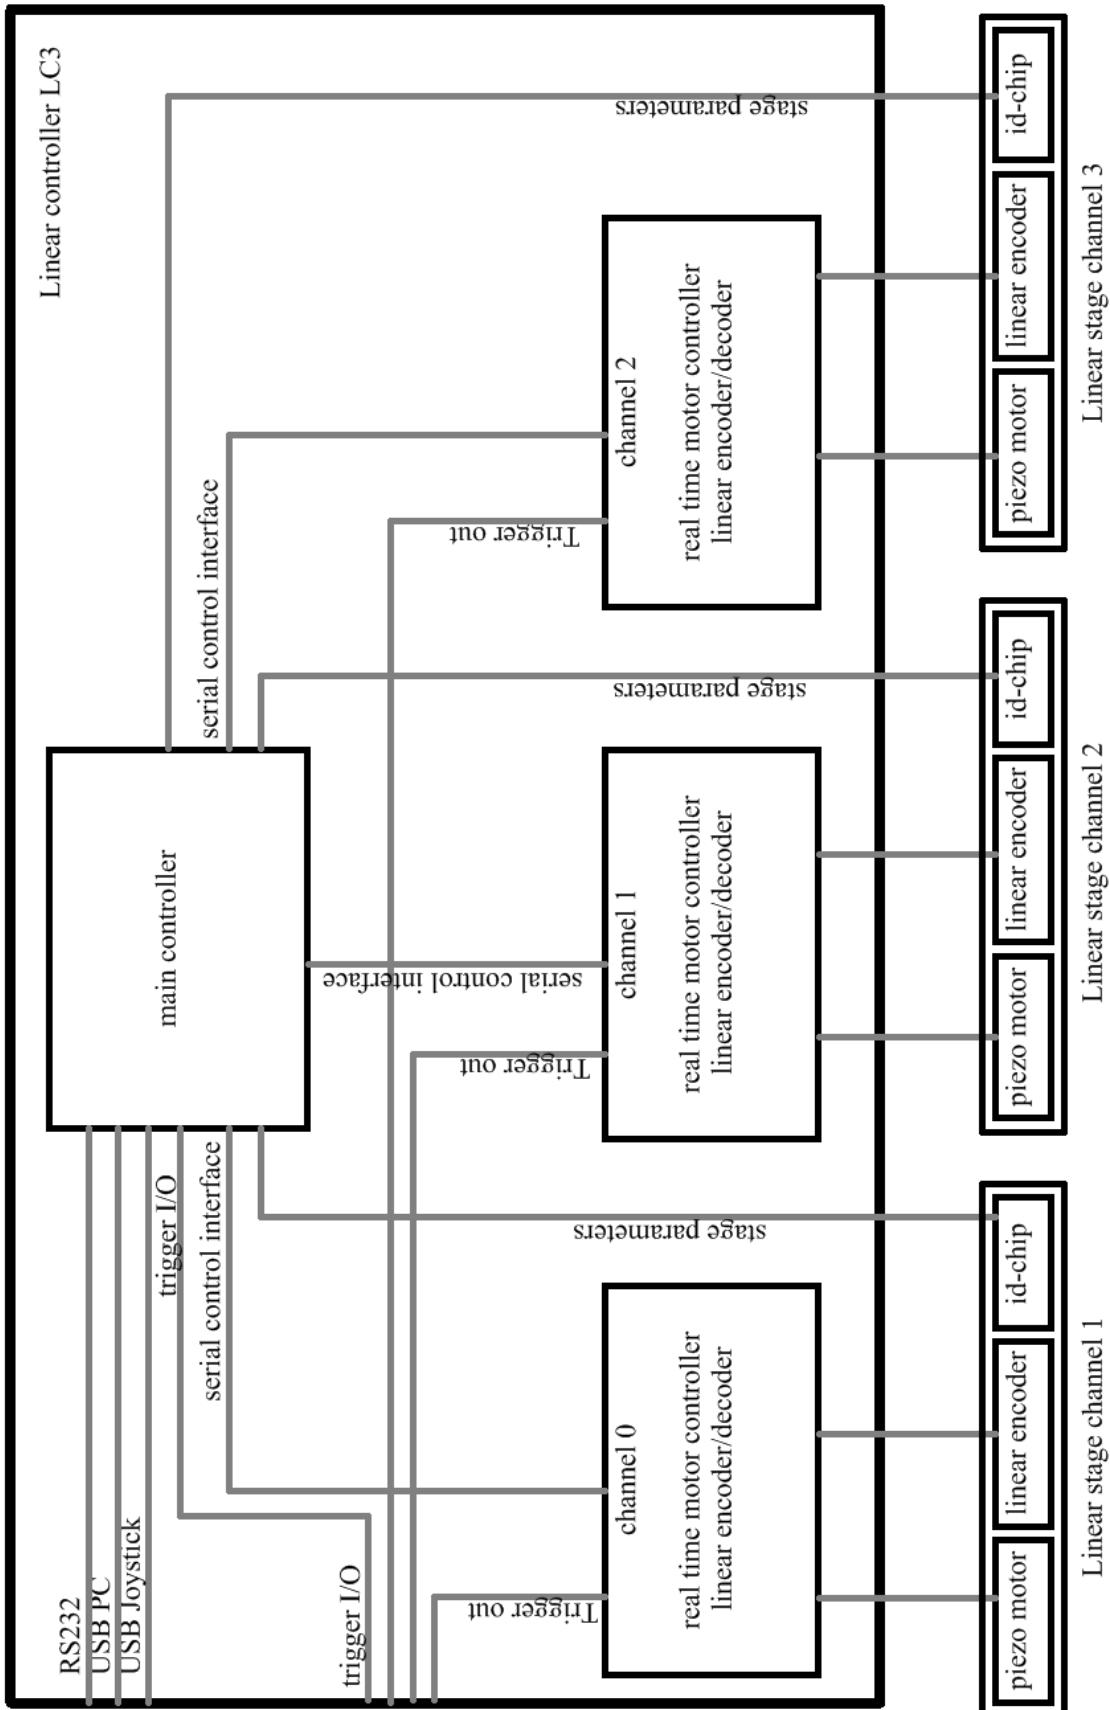 Linear controller LC3
RS232
USB PC
USB Joystick
trigger I/O
trigger I/O
main controller
serial control interface
serial control interface
serial control interface
stage parameters
stage parameters
stage parameters
Trigger out
Trigger out
Trigger out
channel 0
real time motor controller
linear encoder/decoder
channel 1
real time motor controller
linear encoder/decoder
channel 2
real time motor controller
linear encoder/decoder
piezo motor
linear encoder
id-chip
Linear stage channel 1
piezo motor
linear encoder
id-chip
Linear stage channel 2
piezo motor
linear encoder
id-chip
Linear stage channel 3